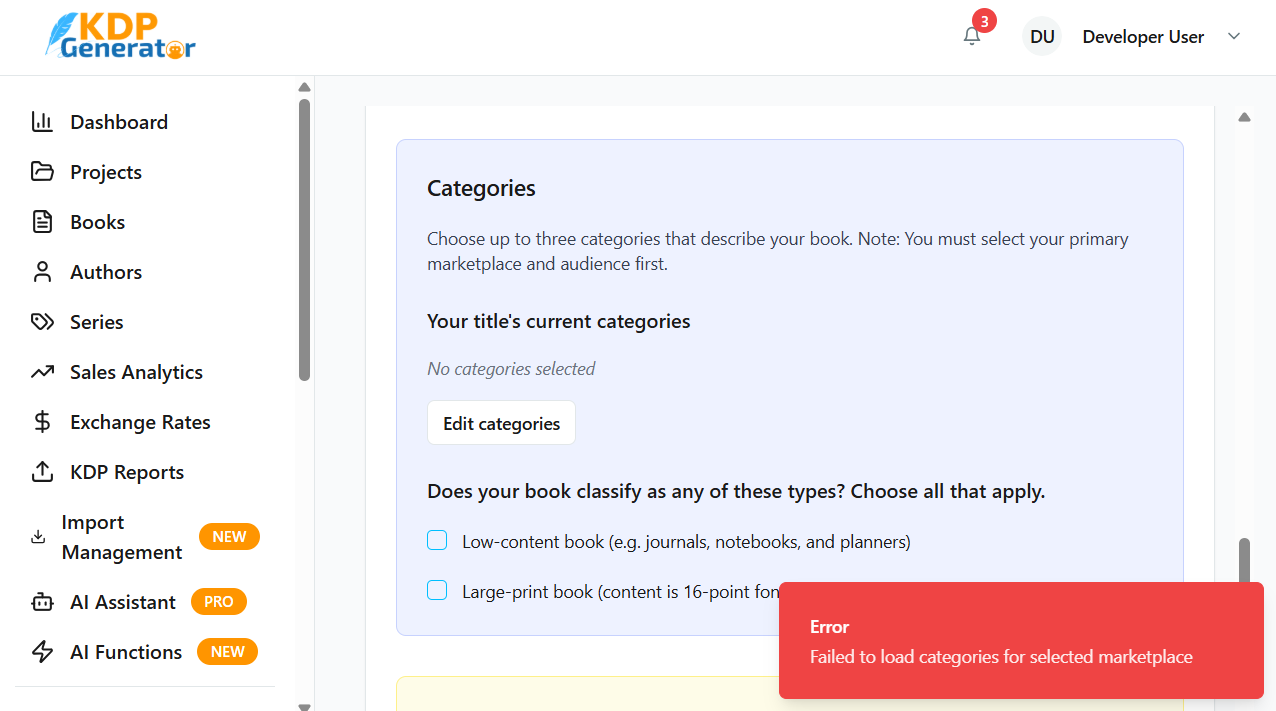 KDP
Generator
3
DU
Developer User
Dashboard
Projects
Books
Authors
Series
Sales Analytics
Exchange Rates
KDP Reports
Import
Management
NEW
AI Assistant
PRO
AI Functions
NEW
Categories
Choose up to three categories that describe your book. Note: You must select your primary
marketplace and audience first.
Your title's current categories
No categories selected
Edit categories
Does your book classify as any of these types? Choose all that apply.
Low-content book (e.g. journals, notebooks, and planners)
Large-print book (content is 16-point fon
Error
Failed to load categories for selected marketplace